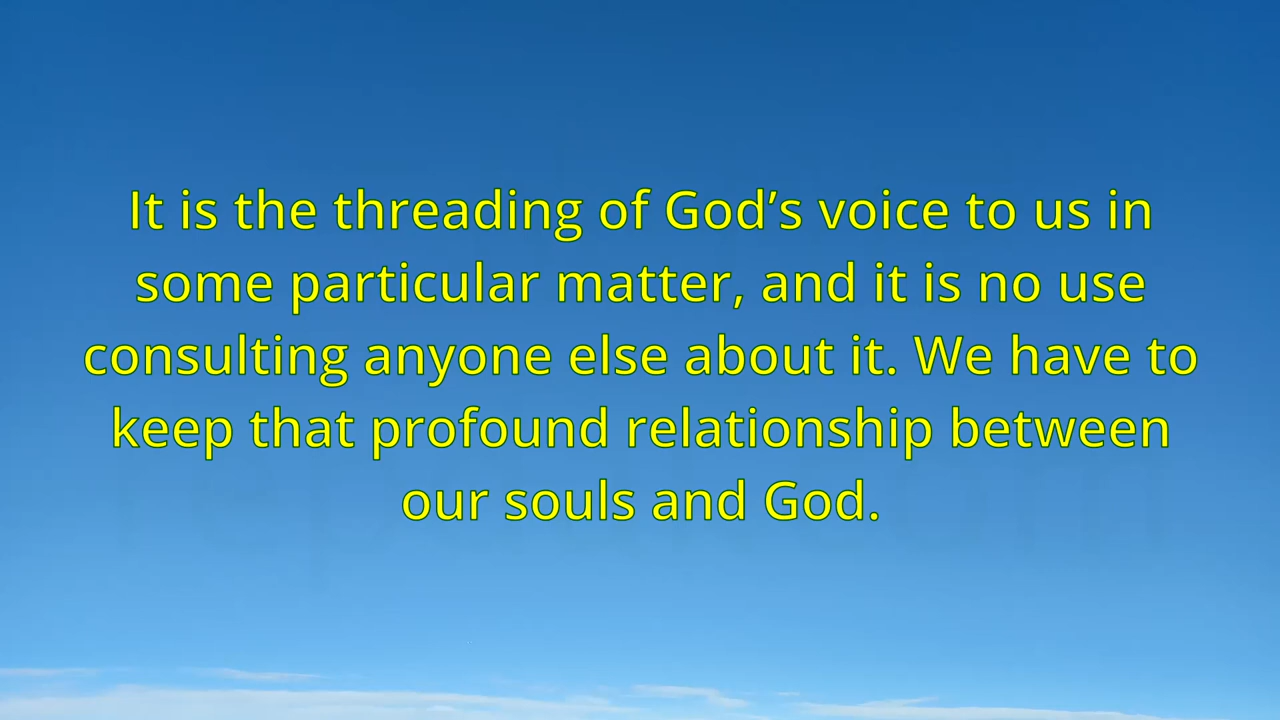 It is the threading of God’s voice to us in
some particular matter, and it is no use
consulting anyone else about it. We have to
keep that profound relationship between
our souls and God.